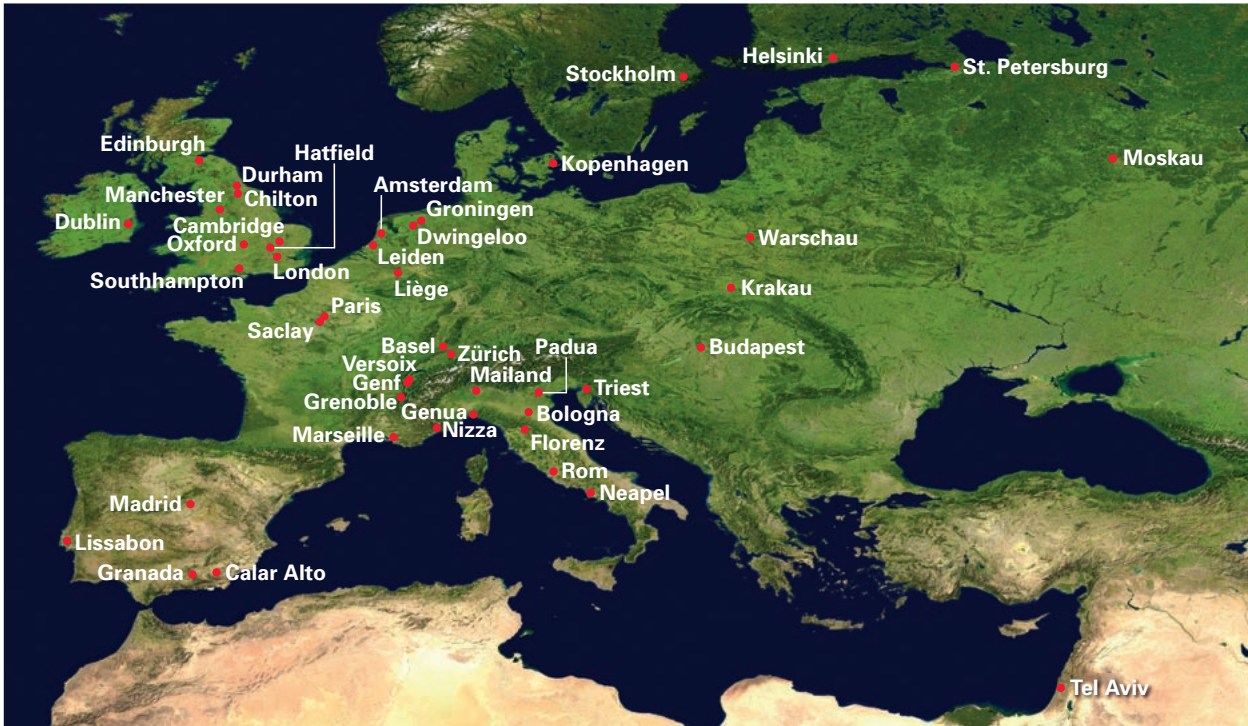 Helsinki
St. Petersburg
Stockholm
Edinburgh
Hatfield
Kopenhagen
Moskau
Durham
Amsterdam
Manchester
Chilton
Groningen
Dublin
Cambridge
Dwingeloo
Warschau
Oxford
Leiden
London
Southhampton
Liège
Krakau
Paris
Saclay
Basel
Zürich
Padua
Budapest
Versoix
Mailand
Genf
Triest
Grenoble
Genua
Bologna
Marseille
Nizza
Florenz
Rom
Neapel
Madrid
Lissabon
Granada
Calar Alto
Tel Aviv